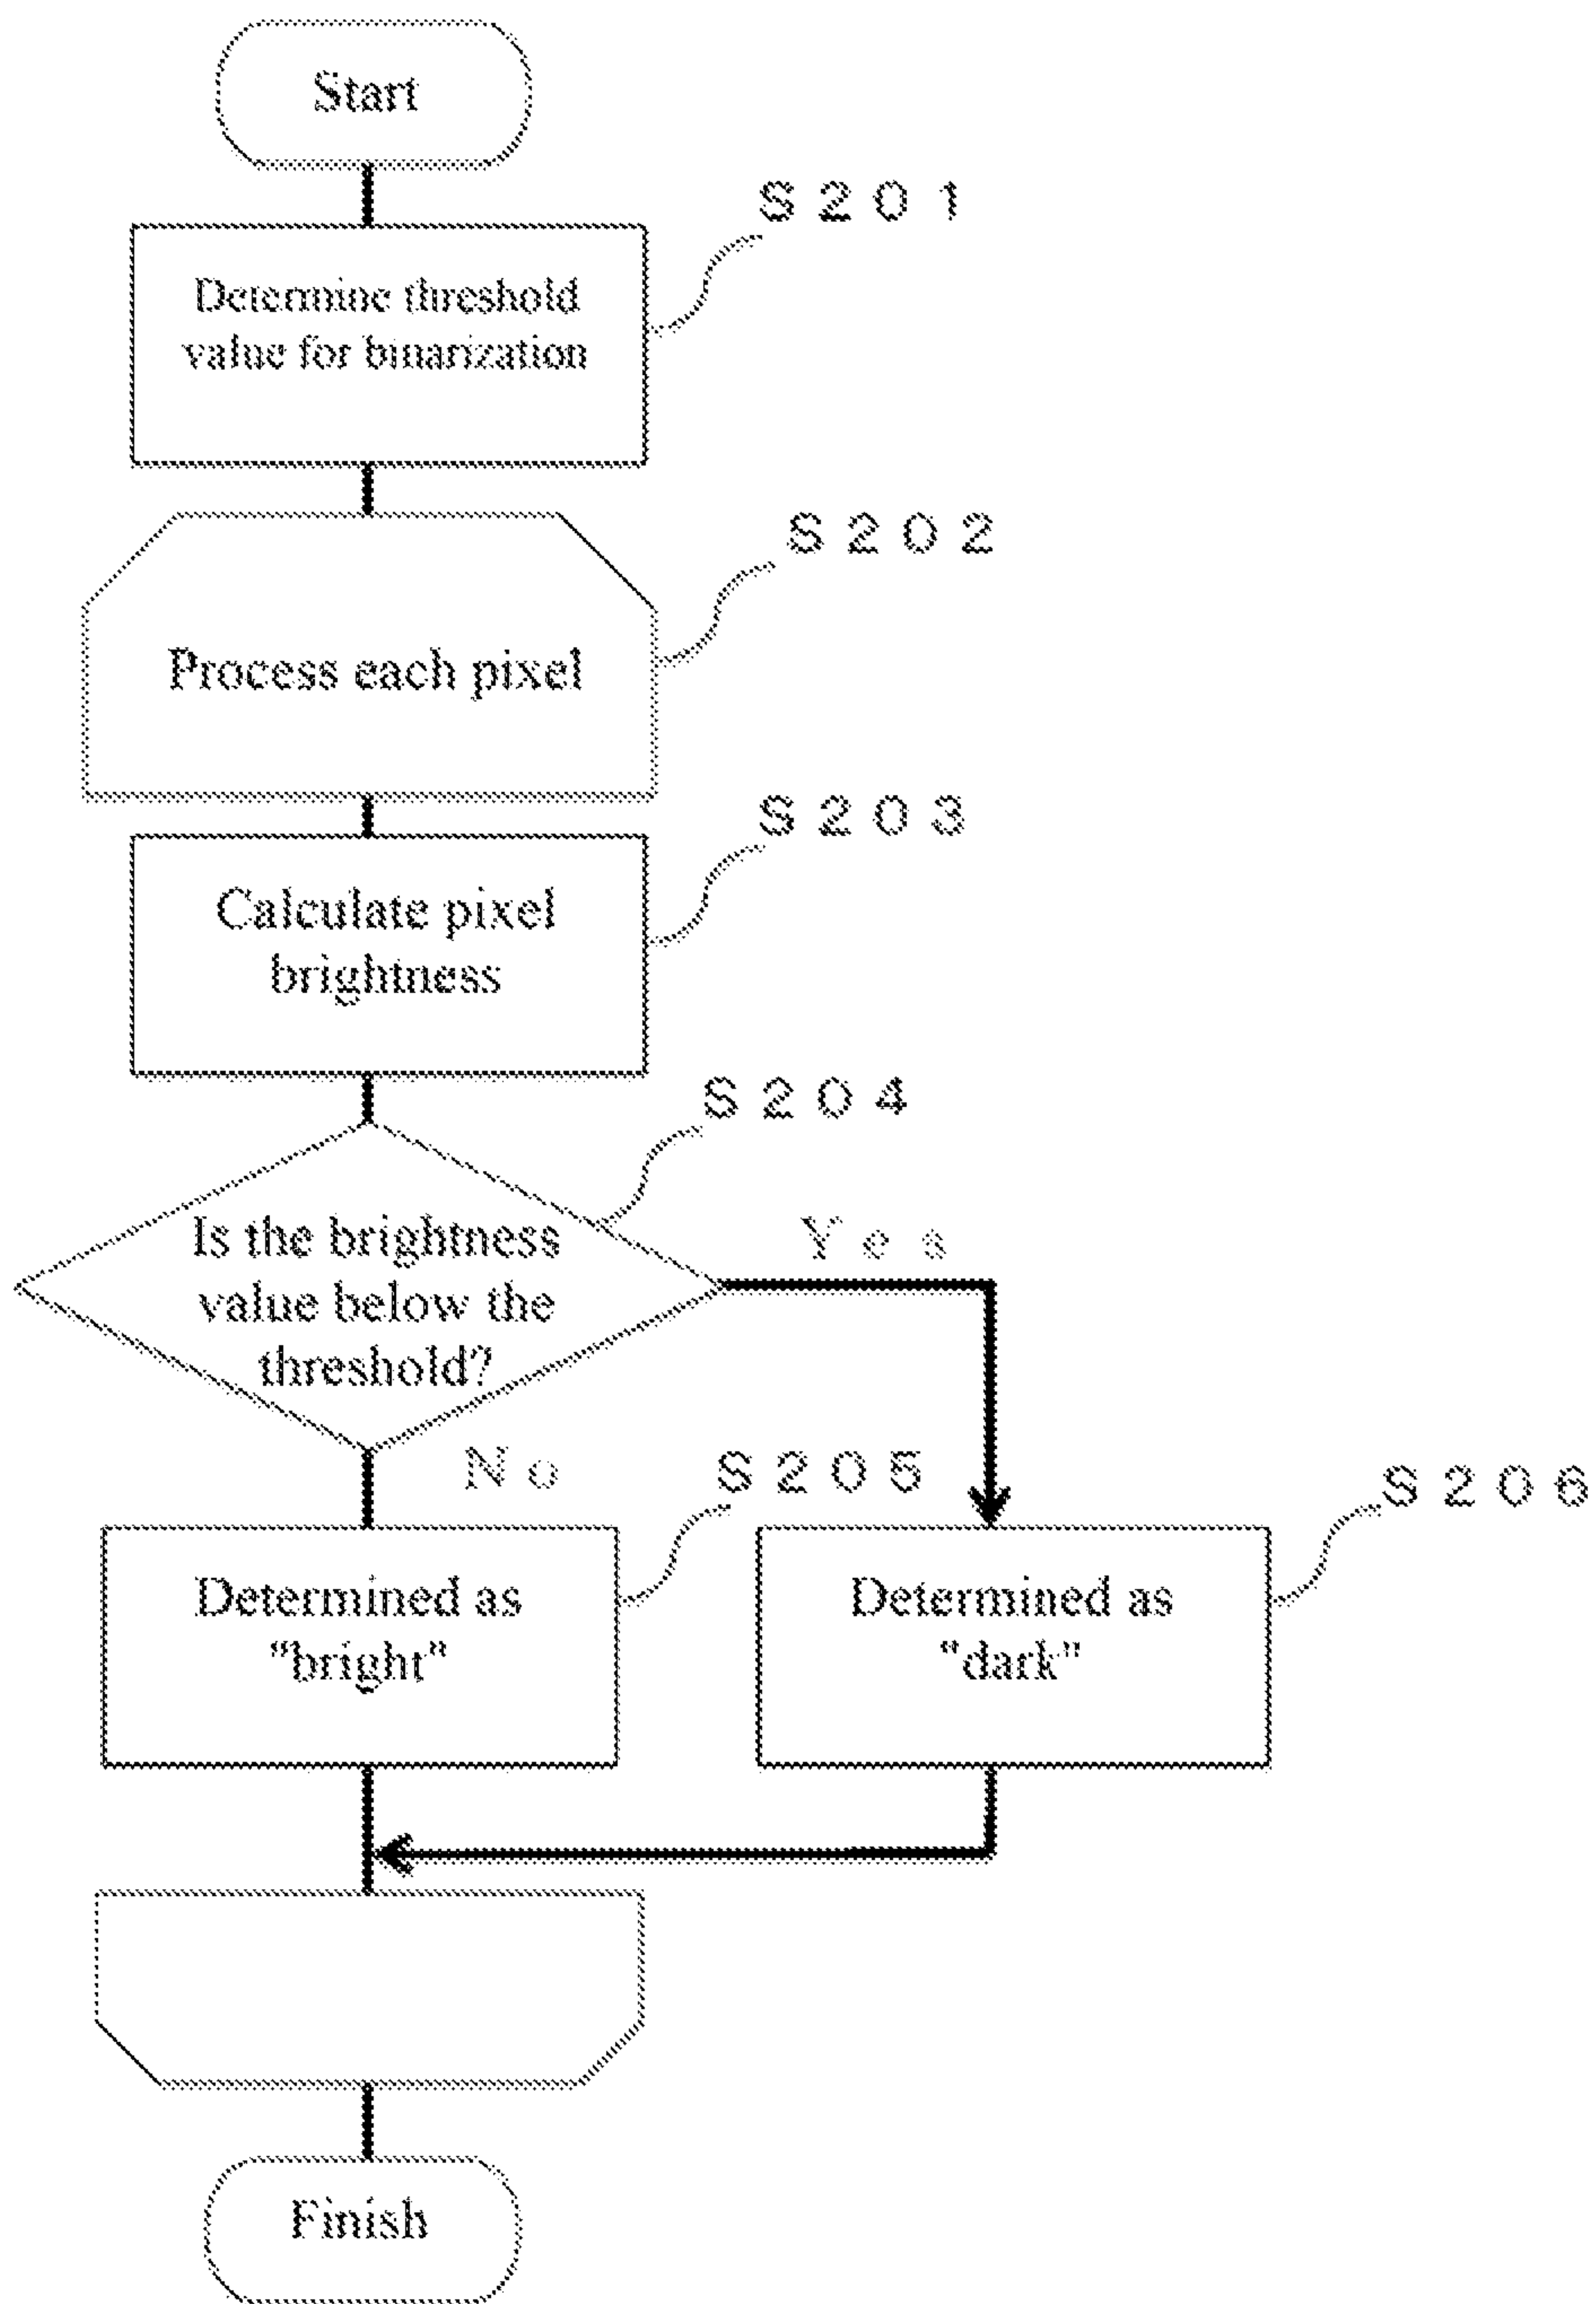 Start
S201
Determine threshold
value for binarization
S202
Process each pixel
S203
Calculate pixel
brightness
S204
Is the brightness
value below the
threshold?
Yes
No
S205
S206
Determined as
"bright"
Determined as
"dark"
Finish